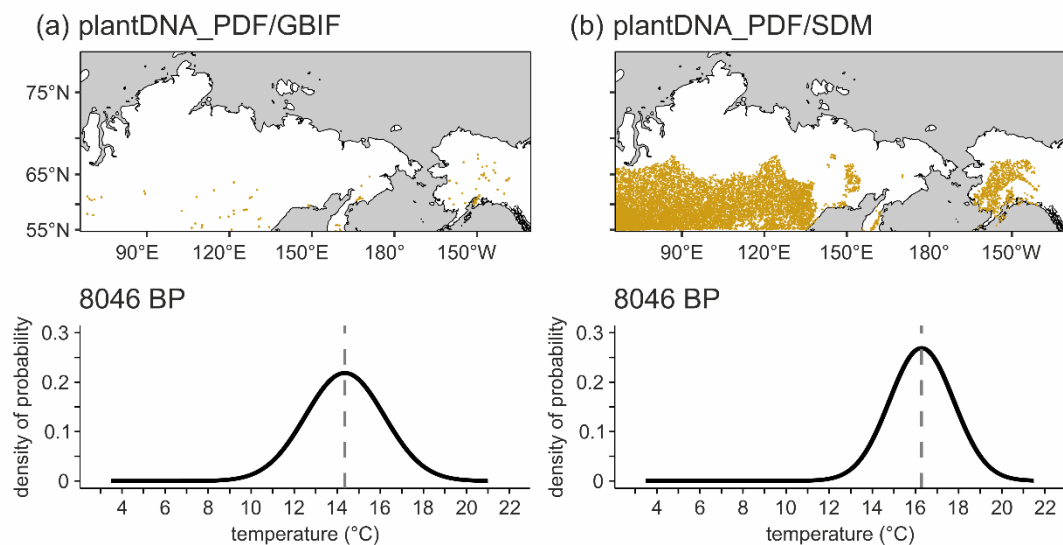 (a) plantDNA_PDF/GBIF
75°N
65°N
55°N
90°E 120°E 150°E 180° 150°W
8046 BP
density of probability
0.3
0.2
0.1
0
4 6 8 10 12 14 16 18 20 22
temperature (°C)
(b) plantDNA_PDF/SDM
75°N
65°N
55°N
90°E 120°E 150°E 180° 150°W
8046 BP
density of probability
0.3
0.2
0.1
0
4 6 8 10 12 14 16 18 20 22
temperature (°C)